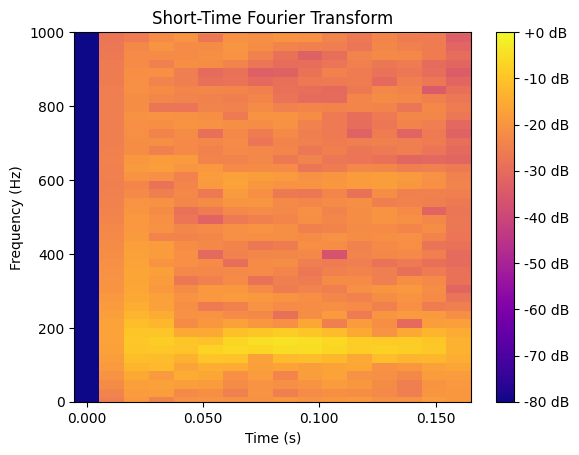 Short-Time Fourier Transform
1000
800
600
400
200
0
Frequency (Hz)
0.000
0.050
0.100
0.150
Time (s)
+0 dB
-10 dB
-20 dB
-30 dB
-40 dB
-50 dB
-60 dB
-70 dB
-80 dB